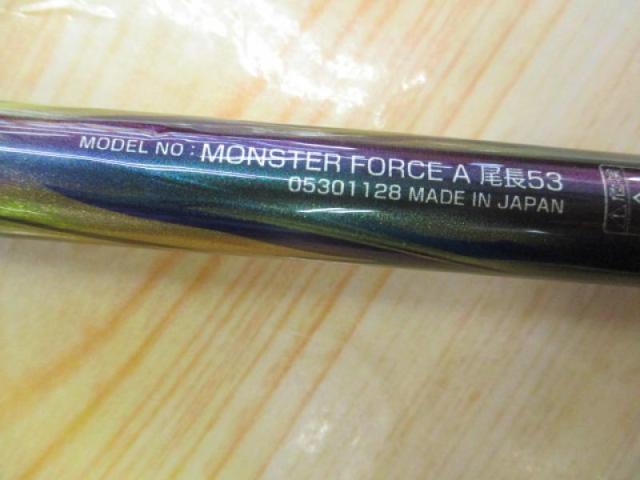 MODEL NO : MONSTER FORCE A 尾長53
05301128 MADE IN JAPAN